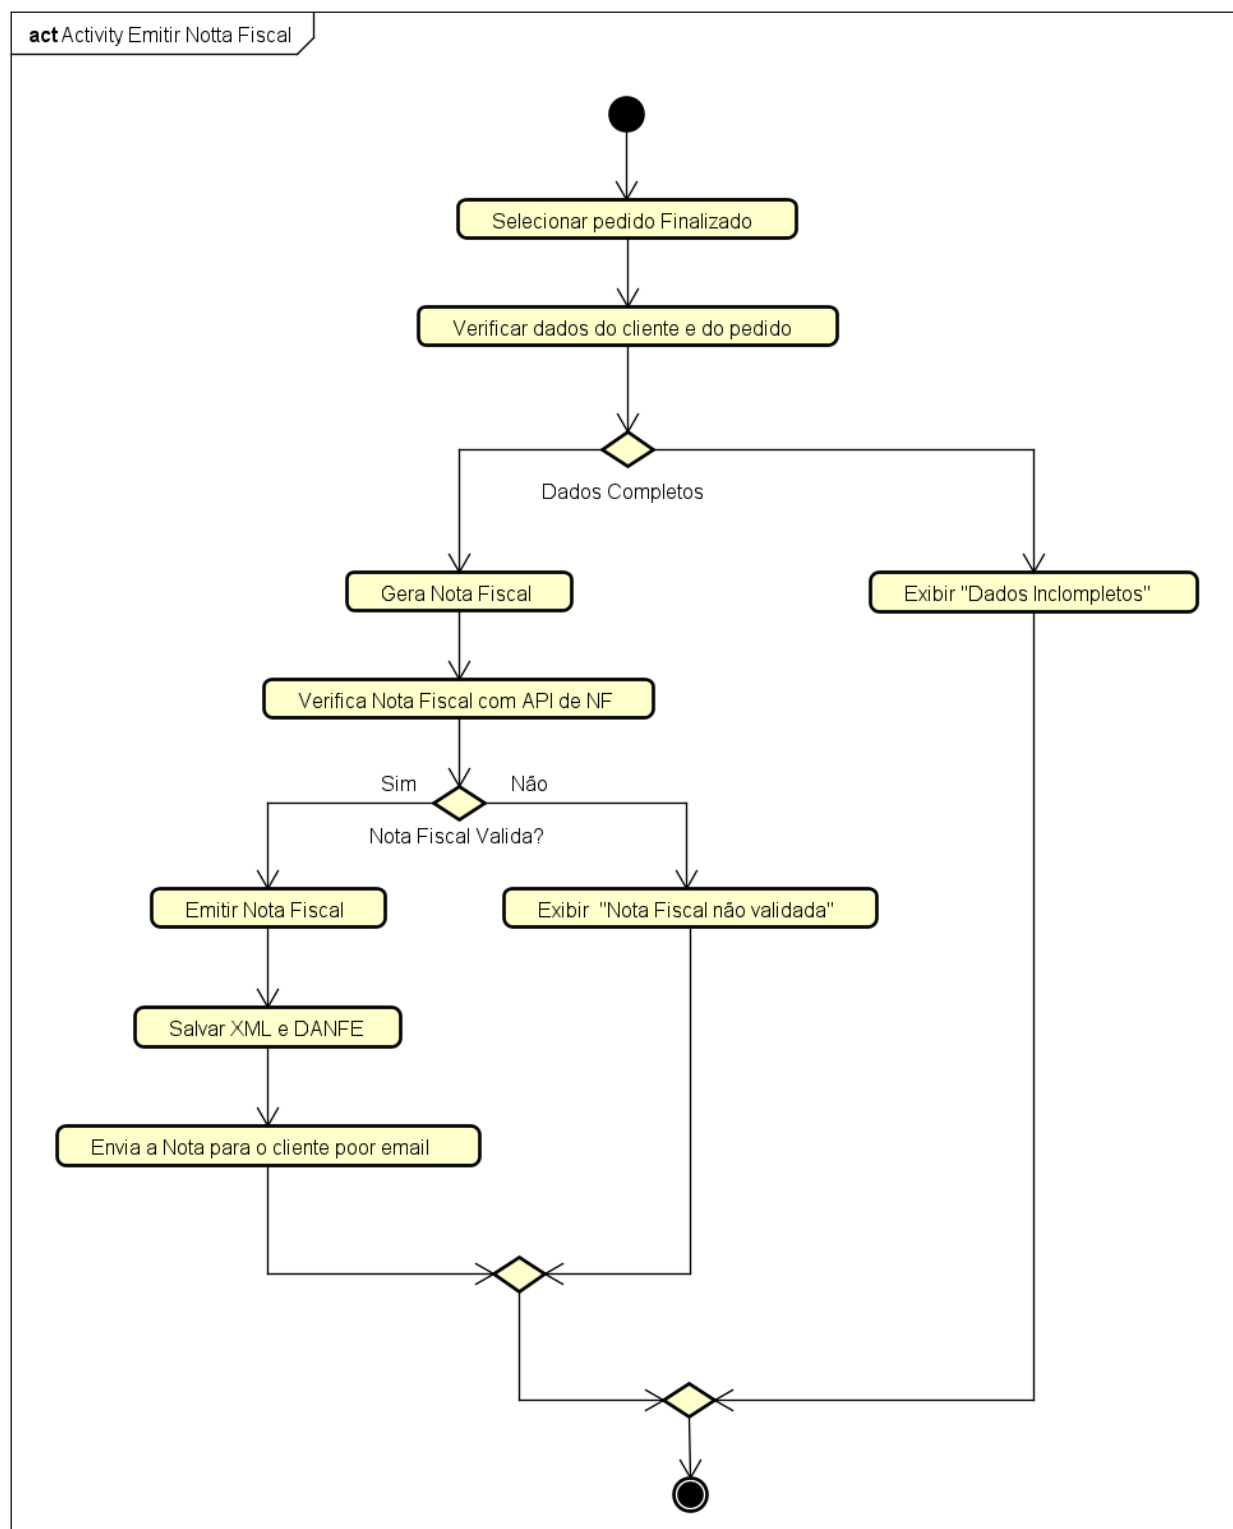 act Activity Emitir Notta Fiscal
Selecionar pedido Finalizado
Verificar dados do cliente e do pedido
Dados Completos
Gera Nota Fiscal
Exibir "Dados Inclompletos"
Verifica Nota Fiscal com API de NF
Sim
Não
Nota Fiscal Valida?
Emitir Nota Fiscal
Exibir "Nota Fiscal não validada"
Salvar XML e DANFE
Envia a Nota para o cliente poor email